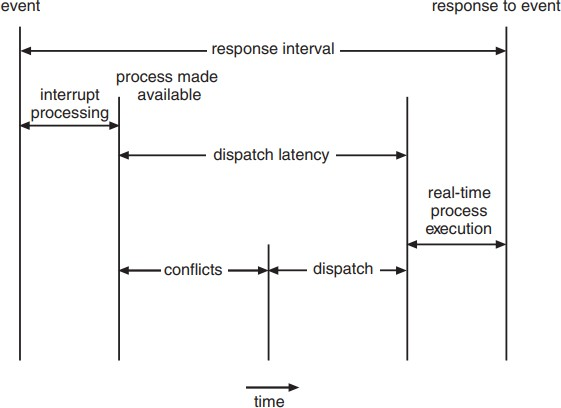 event
response to event
response interval
process made
available
interrupt
processing
dispatch latency
real-time
process
execution
conflicts
dispatch
time